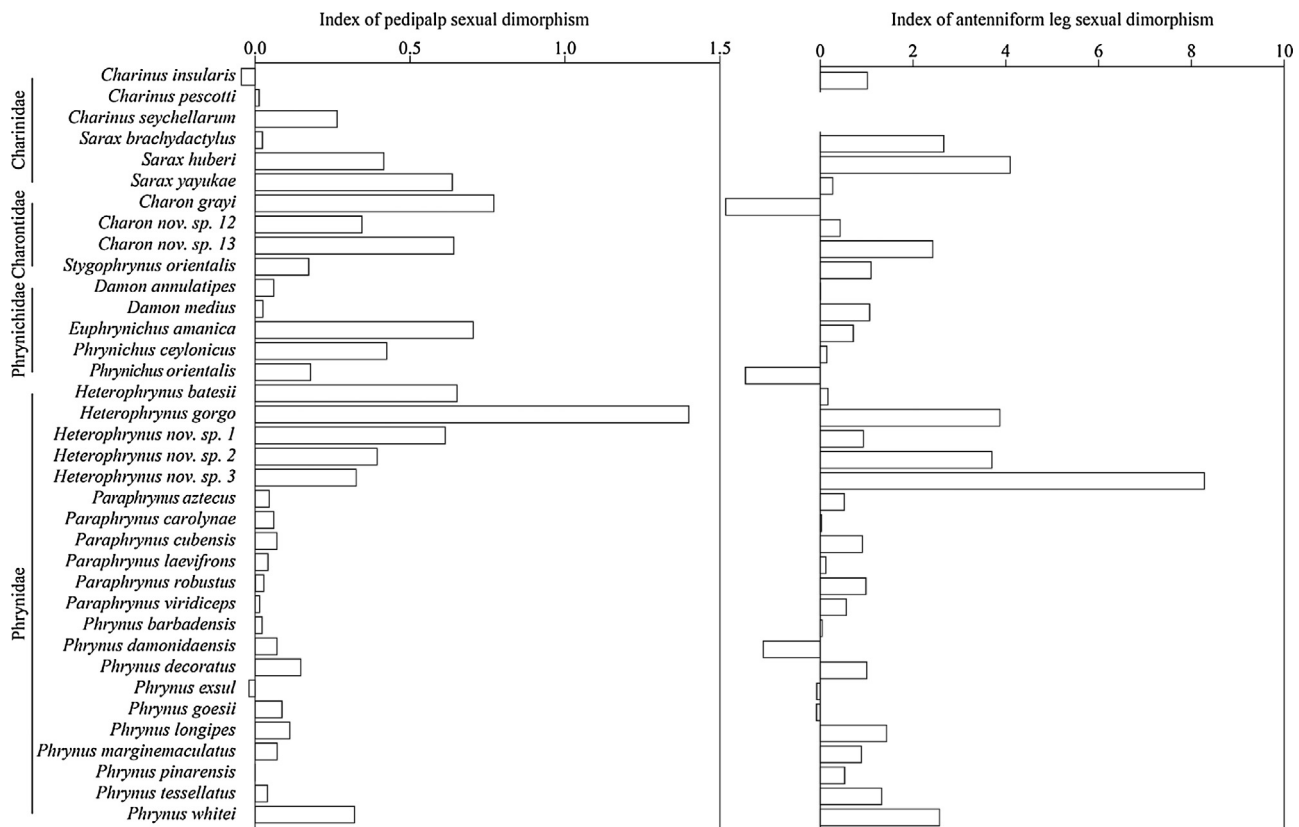 Index of pedipalp sexual dimorphism
Index of antenniform leg sexual dimorphism
0.0 0.5 1.0 1.5
0 2 4 6 8 10
Charinidae
Charinus insularis
Charinus pescotti
Charinus seychellarum
Sarax brachydactylus
Sarax huberi
Sarax yayukae
Charontidae
Charon grayi
Charon nov. sp. 12
Charon nov. sp. 13
Stygophrynus orientalis
Phrynichidae
Damon annulatipes
Damon medius
Euphrynichus amanica
Phrynichus ceylonicus
Phrynichus orientalis
Phrynidae
Heterophrynus batesii
Heterophrynus gorgo
Heterophrynus nov. sp. 1
Heterophrynus nov. sp. 2
Heterophrynus nov. sp. 3
Paraphrynus aztecus
Paraphrynus carolynae
Paraphrynus cubensis
Paraphrynus laevifrons
Paraphrynus robustus
Paraphrynus viridiceps
Phrynus barbadensis
Phrynus damonidaensis
Phrynus decoratus
Phrynus exsul
Phrynus goesii
Phrynus longipes
Phrynus marginemaculatus
Phrynus pinarensis
Phrynus tessellatus
Phrynus whitei